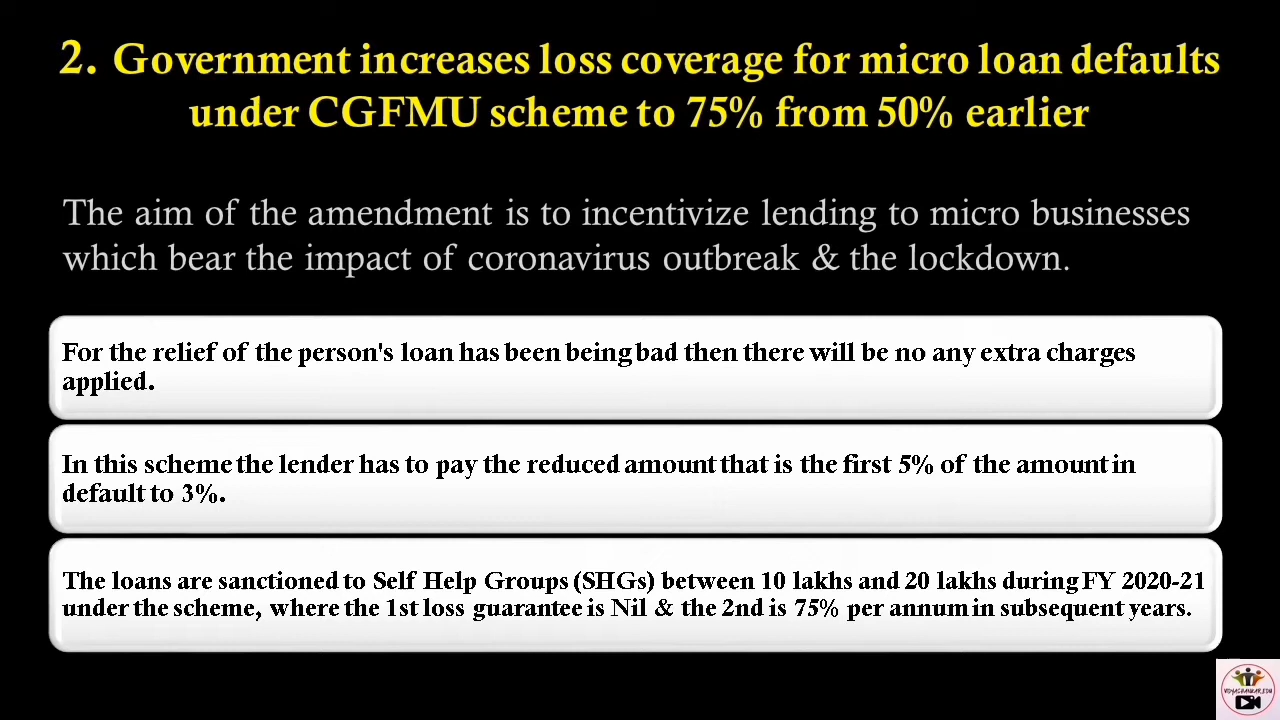 2. Government increases loss coverage for micro loan defaults
under CGFMU scheme to 75% from 50% earlier
The aim of the amendment is to incentivize lending to micro businesses
which bear the impact of coronavirus outbreak & the lockdown.
For the relief of the person's loan has been being bad then there will be no any extra charges
applied.
In this scheme the lender has to pay the reduced amount that is the first 5% of the amount in
default to 3%.
The loans are sanctioned to Self Help Groups (SHGs) between 10 lakhs and 20 lakhs during FY 2020-21
under the scheme, where the 1st loss guarantee is Nil & the 2nd is 75% per annum in subsequent years.